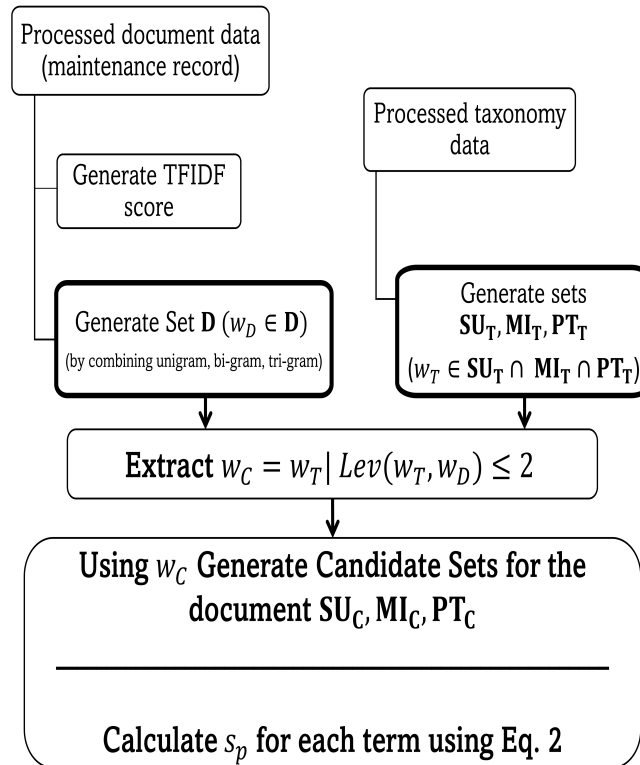 Processed document data
(maintenance record)
Processed taxonomy
data
Generate TFIDF
score
Generate Set D (w_D ∈ D)
(by combining unigram, bi-gram, tri-gram)
Generate sets
SU_T, MI_T, PT_T
(w_T ∈ SU_T ∩ MI_T ∩ PT_T)
Extract w_C = w_T | Lev(w_T, w_D) ≤ 2
Using w_C Generate Candidate Sets for the
document SU_C, MI_C, PT_C
Calculate s_p for each term using Eq. 2